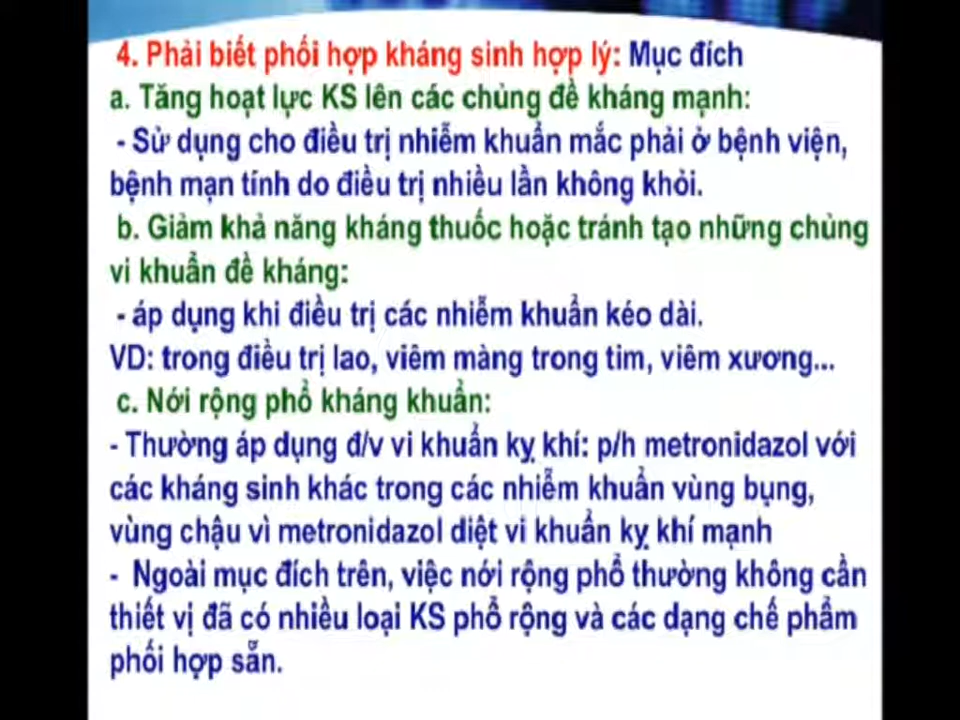 4. Phải biết phối hợp kháng sinh hợp lý: Mục đích
a. Tăng hoạt lực KS lên các chủng đề kháng mạnh:
- Sử dụng cho điều trị nhiễm khuẩn mắc phải ở bệnh viện,
bệnh mạn tính do điều trị nhiều lần không khỏi.
b. Giảm khả năng kháng thuốc hoặc tránh tạo những chủng
vi khuẩn đề kháng:
- áp dụng khi điều trị các nhiễm khuẩn kéo dài.
VD: trong điều trị lao, viêm màng trong tim, viêm xương...
c. Nới rộng phổ kháng khuẩn:
- Thường áp dụng đ/v vi khuẩn kỵ khí: p/h metronidazol với
các kháng sinh khác trong các nhiễm khuẩn vùng bụng,
vùng chậu vì metronidazol diệt vi khuẩn kỵ khí mạnh
- Ngoài mục đích trên, việc nới rộng phổ thường không cần
thiết vị đã có nhiều loại KS phổ rộng và các dạng chế phẩm
phối hợp sẵn.